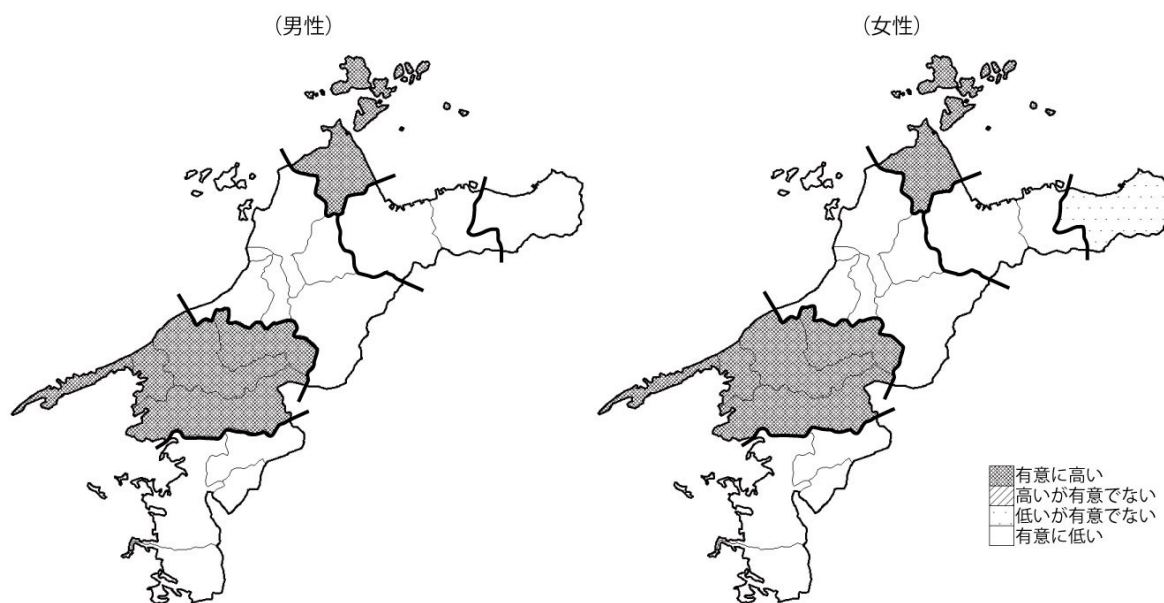 (男性)
(女性)
有意に高い
高いが有意でない
低いが有意でない
有意に低い